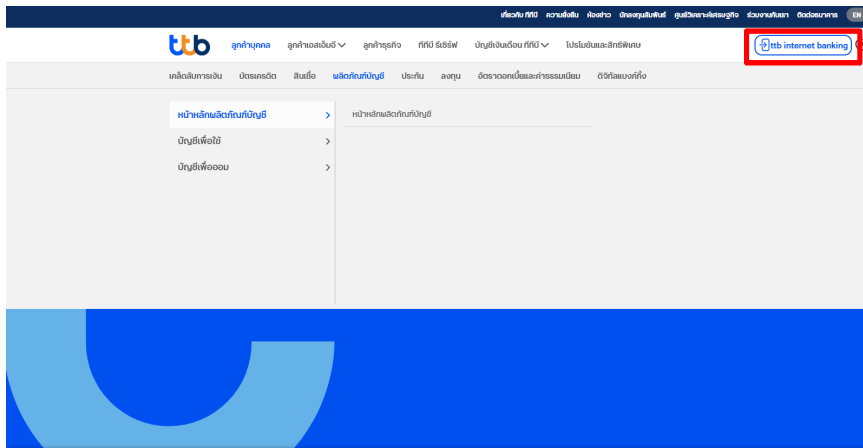 เกี่ยวกับ ทีทีบี ความยั่งยืน ห้องข่าว นักลงทุนสัมพันธ์ ศูนย์วิเคราะห์เศรษฐกิจ ร่วมงานกับเรา ติดต่อธนาคาร EN
ttb ลูกค้าบุคคล ลูกค้าเอสเอ็มอี ลูกค้าธุรกิจ ทีทีบี รีเซิร์ฟ บัญชีเงินเดือน ทีทีบี โปรโมชันและสิทธิพิเศษ ttb internet banking
เคล็ดลับการเงิน บัตรเครดิต สินเชื่อ ผลิตภัณฑ์บัญชี ประกัน ลงทุน อัตราดอกเบี้ยและค่าธรรมเนียม ดิจิทัลแบงก์กิ้ง
หน้าหลักผลิตภัณฑ์บัญชี หน้าหลักผลิตภัณฑ์บัญชี
บัญชีเพื่อใช้
บัญชีเพื่อออม